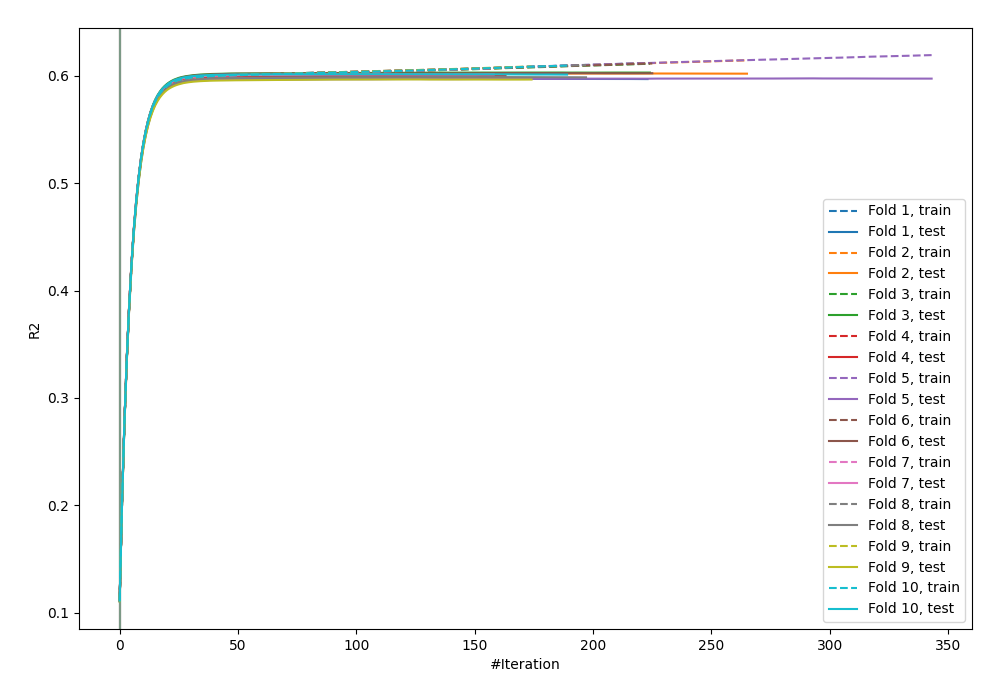 0.6
0.5
0.4
0.3
0.2
0.1
R2
0 50 100 150 200 250 300 350
#Iteration
Fold 1, train
Fold 1, test
Fold 2, train
Fold 2, test
Fold 3, train
Fold 3, test
Fold 4, train
Fold 4, test
Fold 5, train
Fold 5, test
Fold 6, train
Fold 6, test
Fold 7, train
Fold 7, test
Fold 8, train
Fold 8, test
Fold 9, train
Fold 9, test
Fold 10, train
Fold 10, test